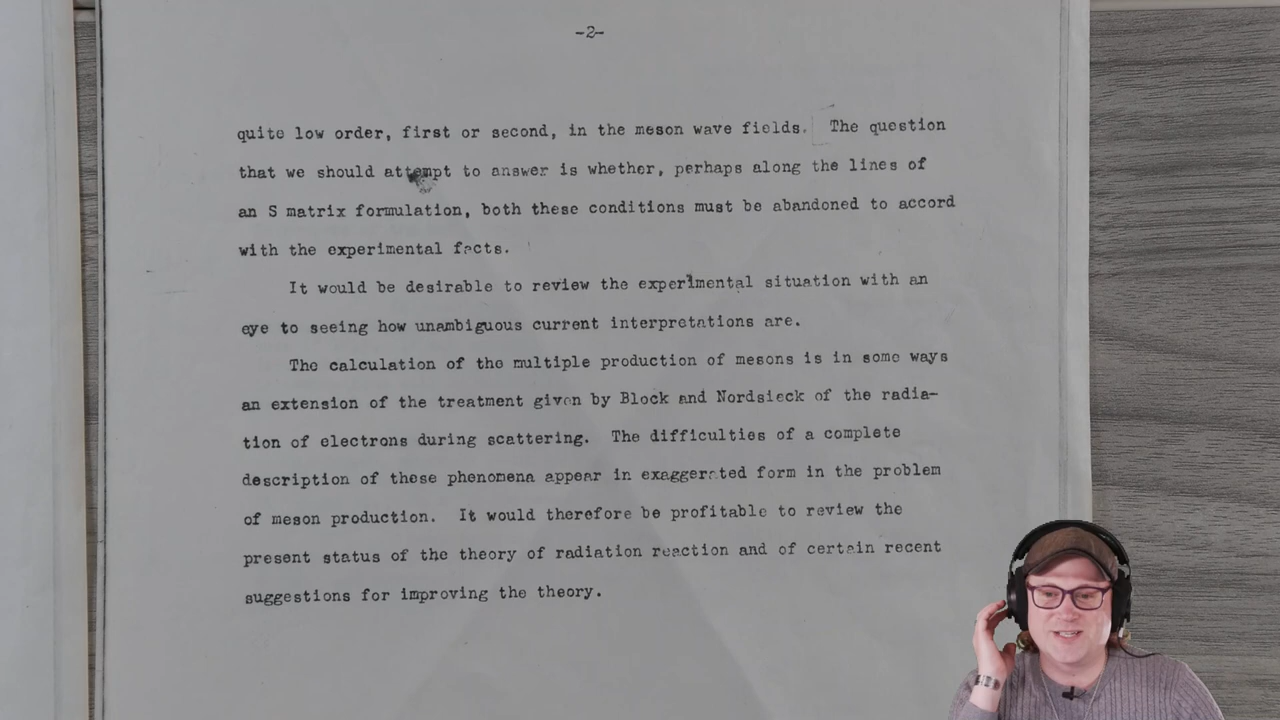 -2-
quite low order, first or second, in the meson wave fields. The question
that we should attempt to answer is whether, perhaps along the lines of
an S matrix formulation, both these conditions must be abandoned to accord
with the experimental facts.
It would be desirable to review the experimental situation with an
eye to seeing how unambiguous current interpretations are.
The calculation of the multiple production of mesons is in some ways
an extension of the treatment given by Block and Nordsieck of the radia-
tion of electrons during scattering. The difficulties of a complete
description of these phenomena appear in exaggerated form in the problem
of meson production. It would therefore be profitable to review the
present status of the theory of radiation reaction and of certain recent
suggestions for improving the theory.